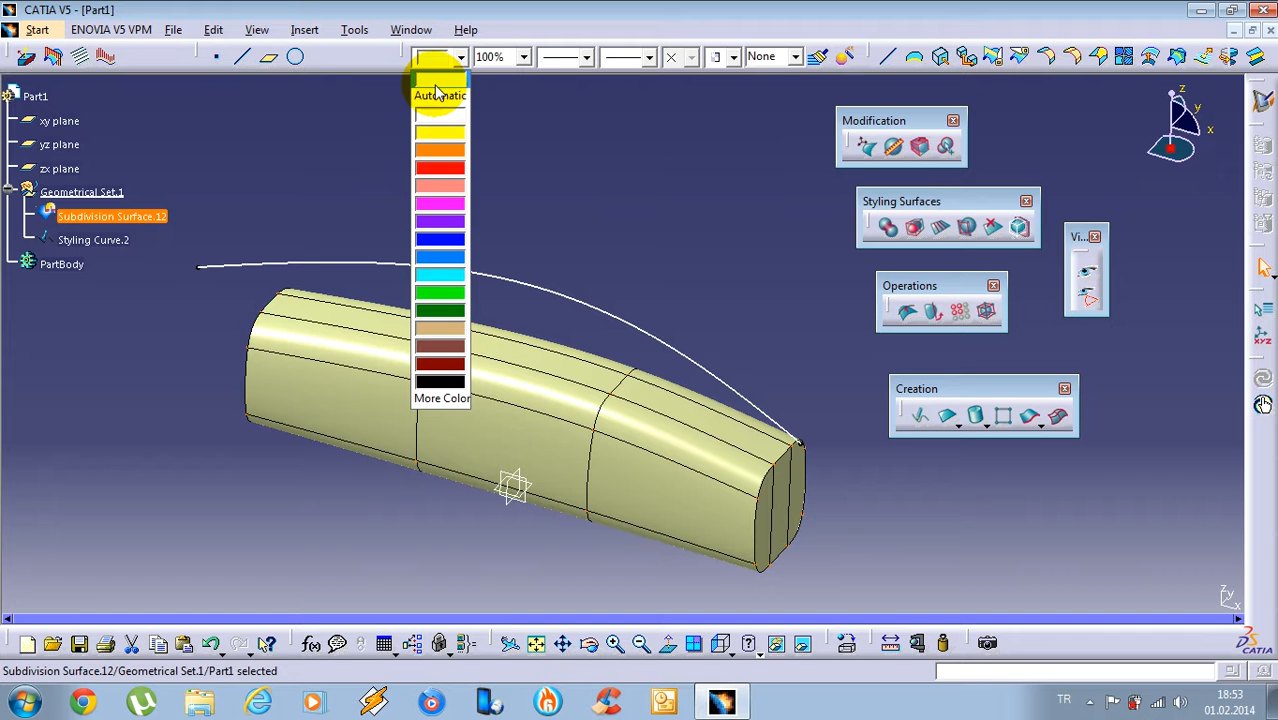 CATIA V5 - [Part1]
Start ENOVIA V5 VPM File Edit View Insert Tools Window Help
100% None
Automatic
More Color
Part1
xy plane
yz plane
zx plane
Geometrical Set.1
Subdivision Surface.12
Styling Curve.2
PartBody
z
y
x
Modification
Styling Surfaces
Vi...
Operations
Creation
xyz
z y
x
f(x)
CATIA
Subdivision Surface.12/Geometrical Set.1/Part1 selected
TR 18:53
01.02.2014